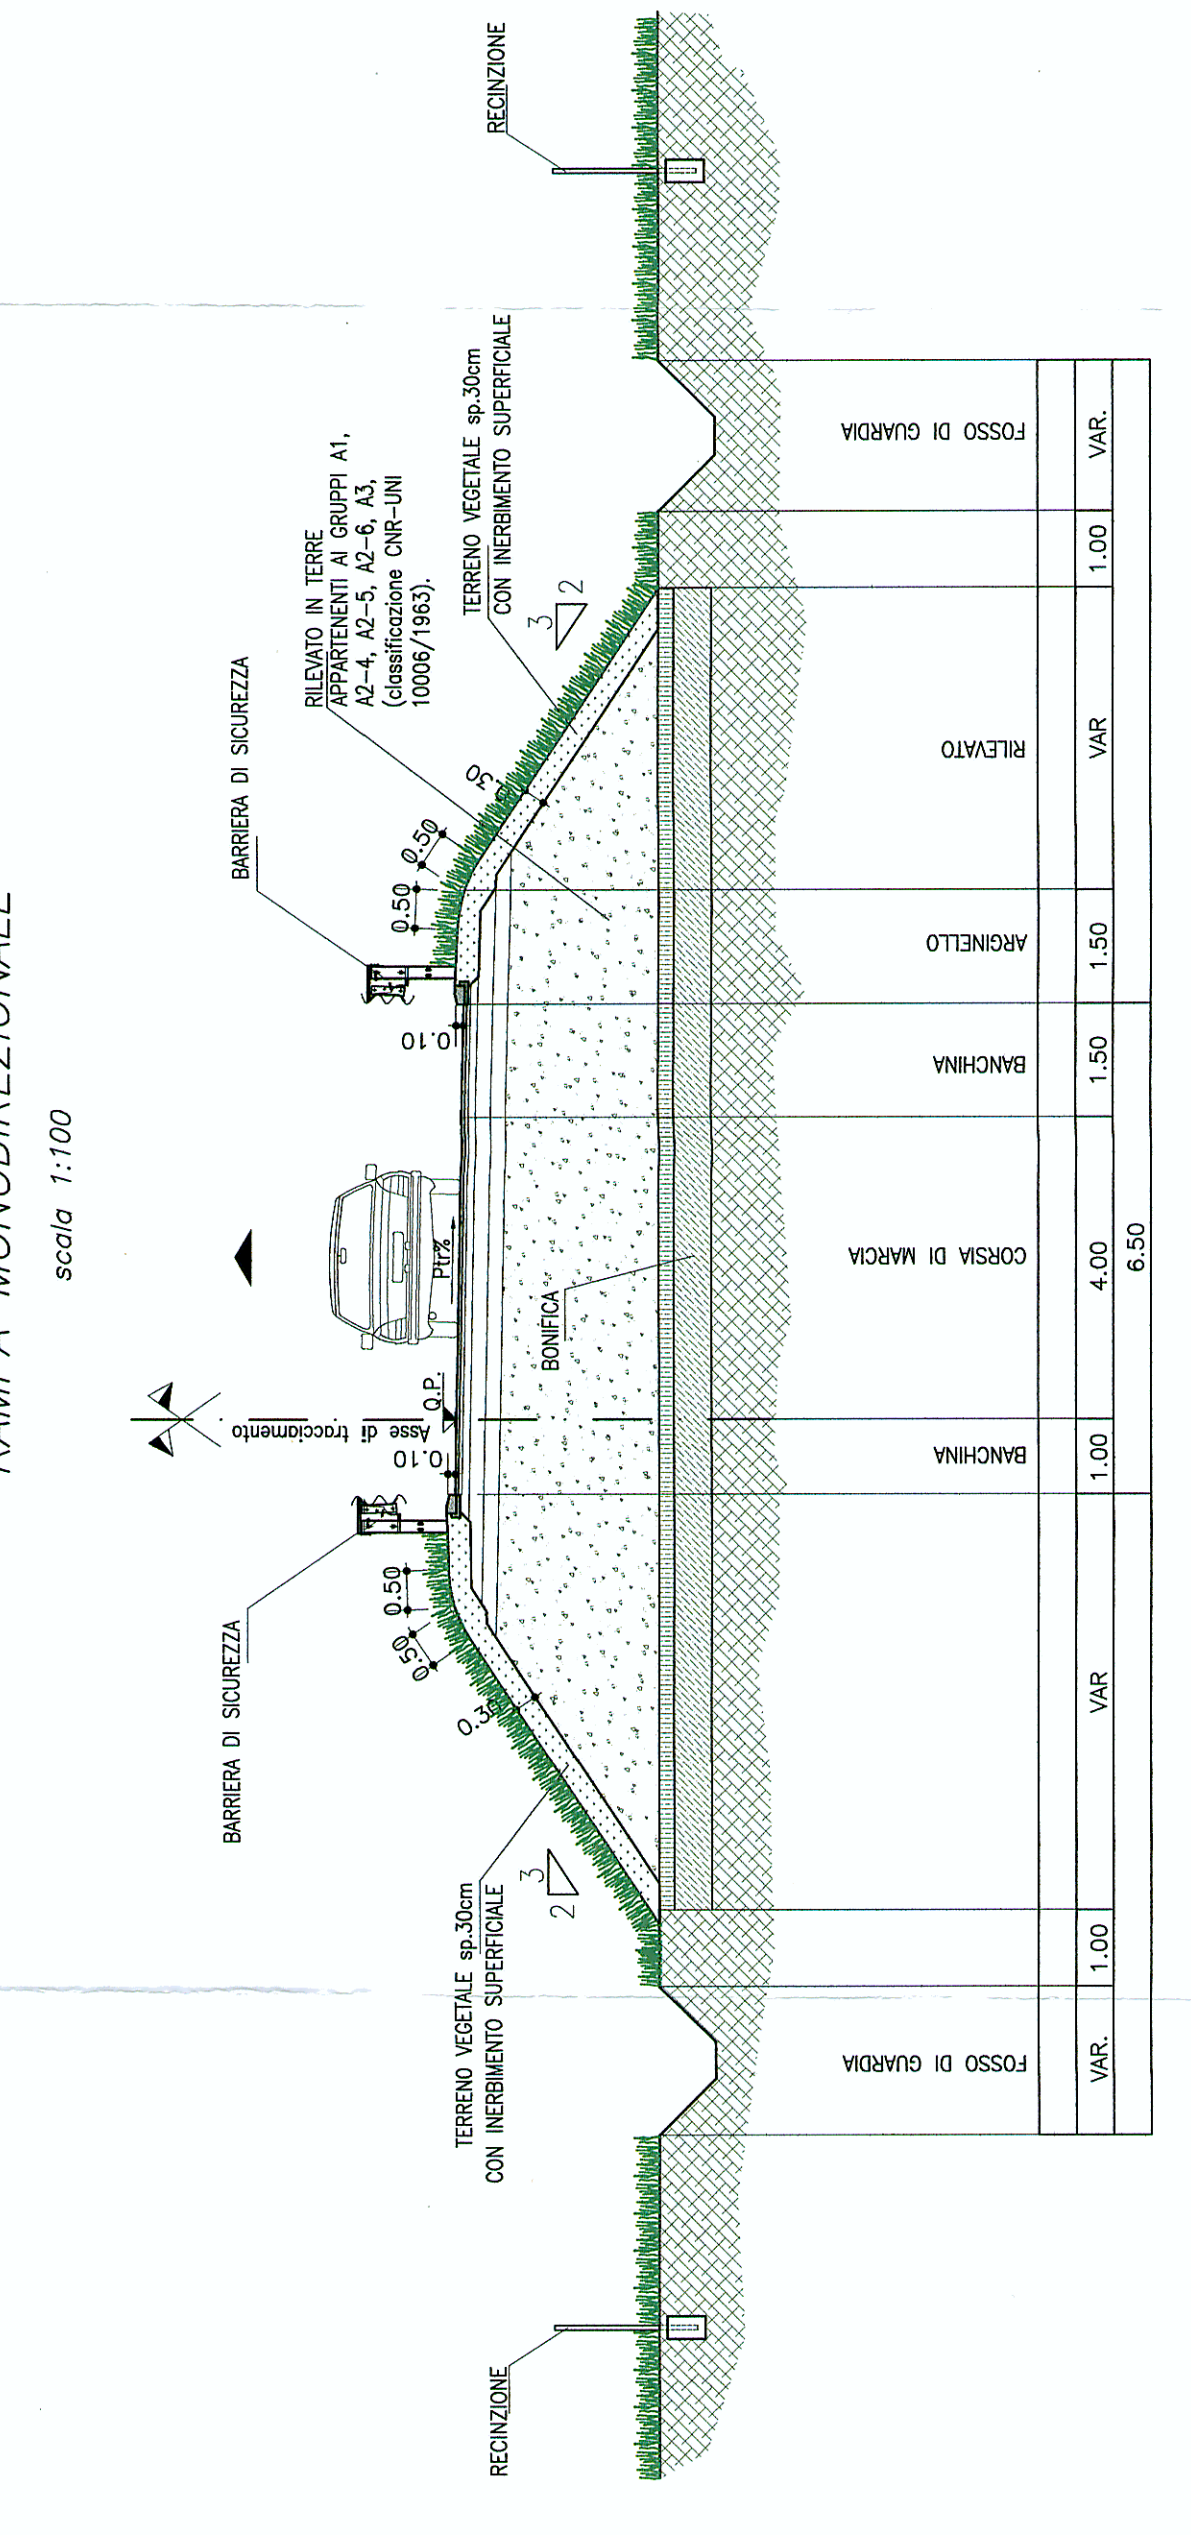 RAMPA MONODIREZIONALE
scala 1:100
BARRIERA DI SICUREZZA
BARRIERA DI SICUREZZA
RILEVATO IN TERRE
APPARTENENTI AI GRUPPI A1,
A2-4, A2-5, A2-6, A3,
(classificazione CNR-UNI
10006/1963).
Asse di tracciamento
Q.P.
Ptr%
0.10
0.10
0.50
0.50
0.50
0.50
0.30
TERRENO VEGETALE sp.30cm
CON INERBIMENTO SUPERFICIALE
TERRENO VEGETALE sp.30cm
CON INERBIMENTO SUPERFICIALE
3
2
3
2
RECINZIONE
RECINZIONE
BONIFICA
FOSSO DI GUARDIA
BANCHINA
CORSIA DI MARCIA
BANCHINA
ARGINELLO
RILEVATO
FOSSO DI GUARDIA
VAR. 1.00 VAR 1.00 4.00 1.50 1.50 VAR 1.00 VAR.
6.50